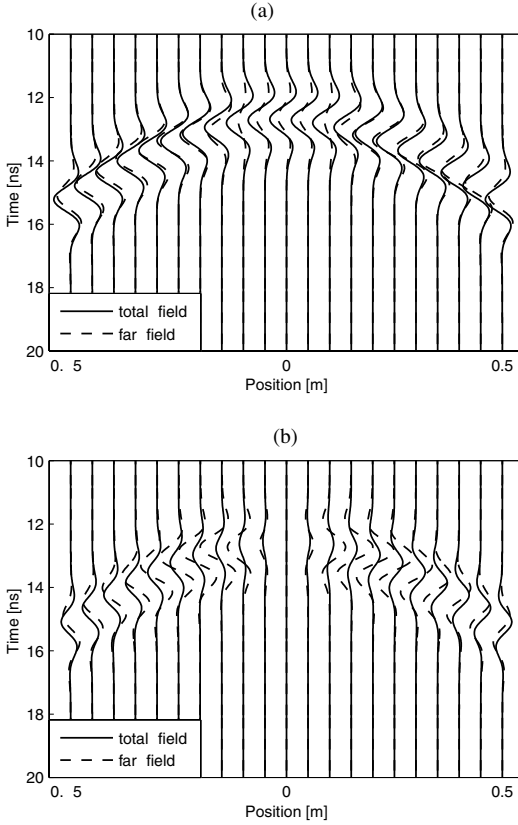 (a)
10
12
14
16
18
20
Time [ns]
total field
far field
0. 5
0
0.5
Position [m]
(b)
10
12
14
16
18
20
Time [ns]
total field
far field
0. 5
0
0.5
Position [m]